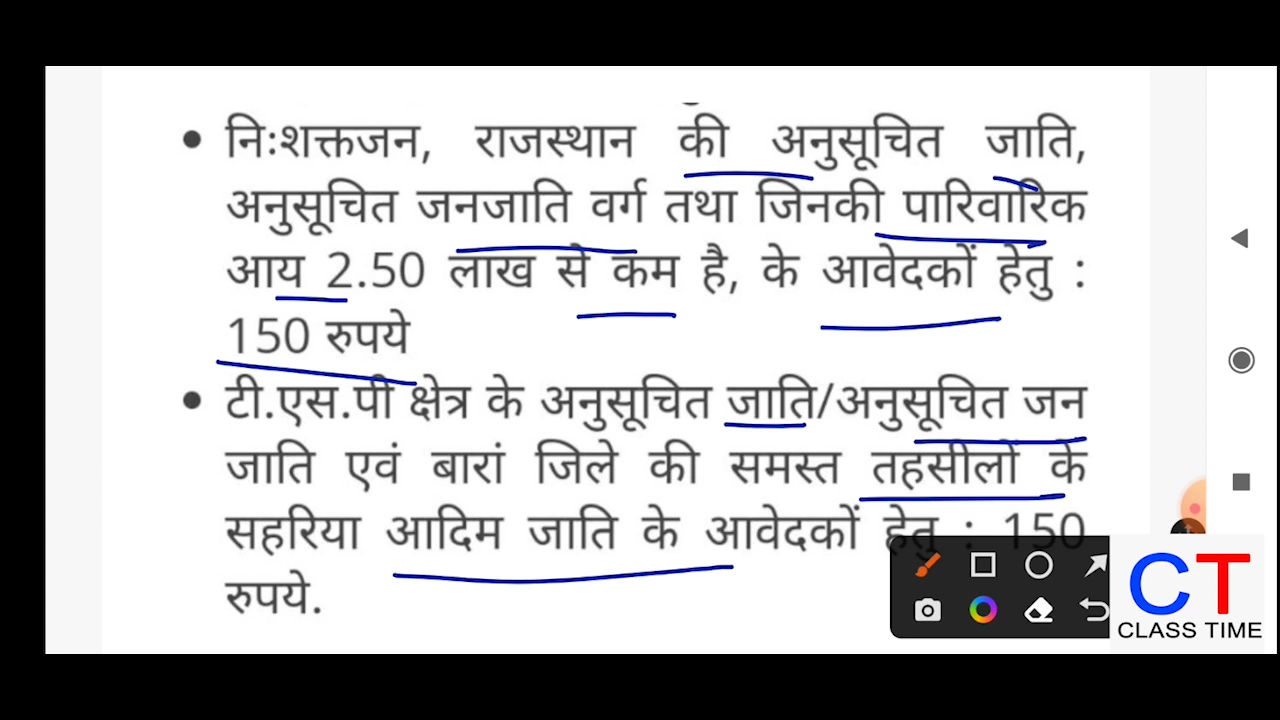 • निःशक्तजन, राजस्थान की अनुसूचित जाति,
अनुसूचित जनजाति वर्ग तथा जिनकी पारिवारिक
आय 2.50 लाख से कम है, के आवेदकों हेतु :
150 रुपये
• टी.एस.पी क्षेत्र के अनुसूचित जाति/अनुसूचित जन
जाति एवं बारां जिले की समस्त तहसीलों के
सहरिया आदिम जाति के आवेदकों हेतु : 150
रुपये.
CT
CLASS TIME